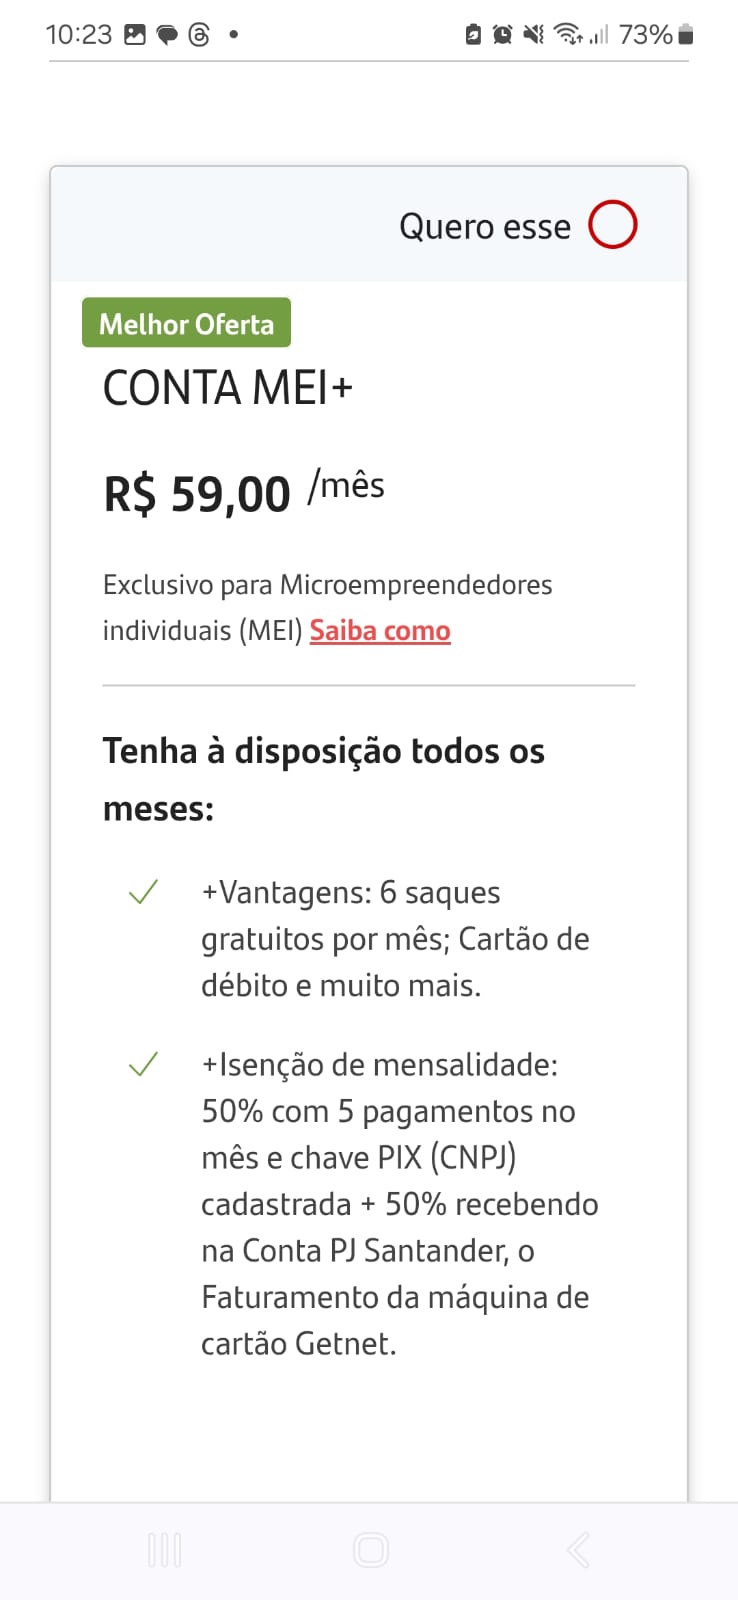 10:23
73%
Quero esse
Melhor Oferta
CONTA MEI+
R$ 59,00 /mês
Exclusivo para Microempreendedores
individuais (MEI) Saiba como
Tenha à disposição todos os
meses:
+Vantagens: 6 saques
gratuitos por mês; Cartão de
débito e muito mais.
+Isenção de mensalidade:
50% com 5 pagamentos no
mês e chave PIX (CNPJ)
cadastrada + 50% recebendo
na Conta PJ Santander, o
Faturamento da máquina de
cartão Getnet.